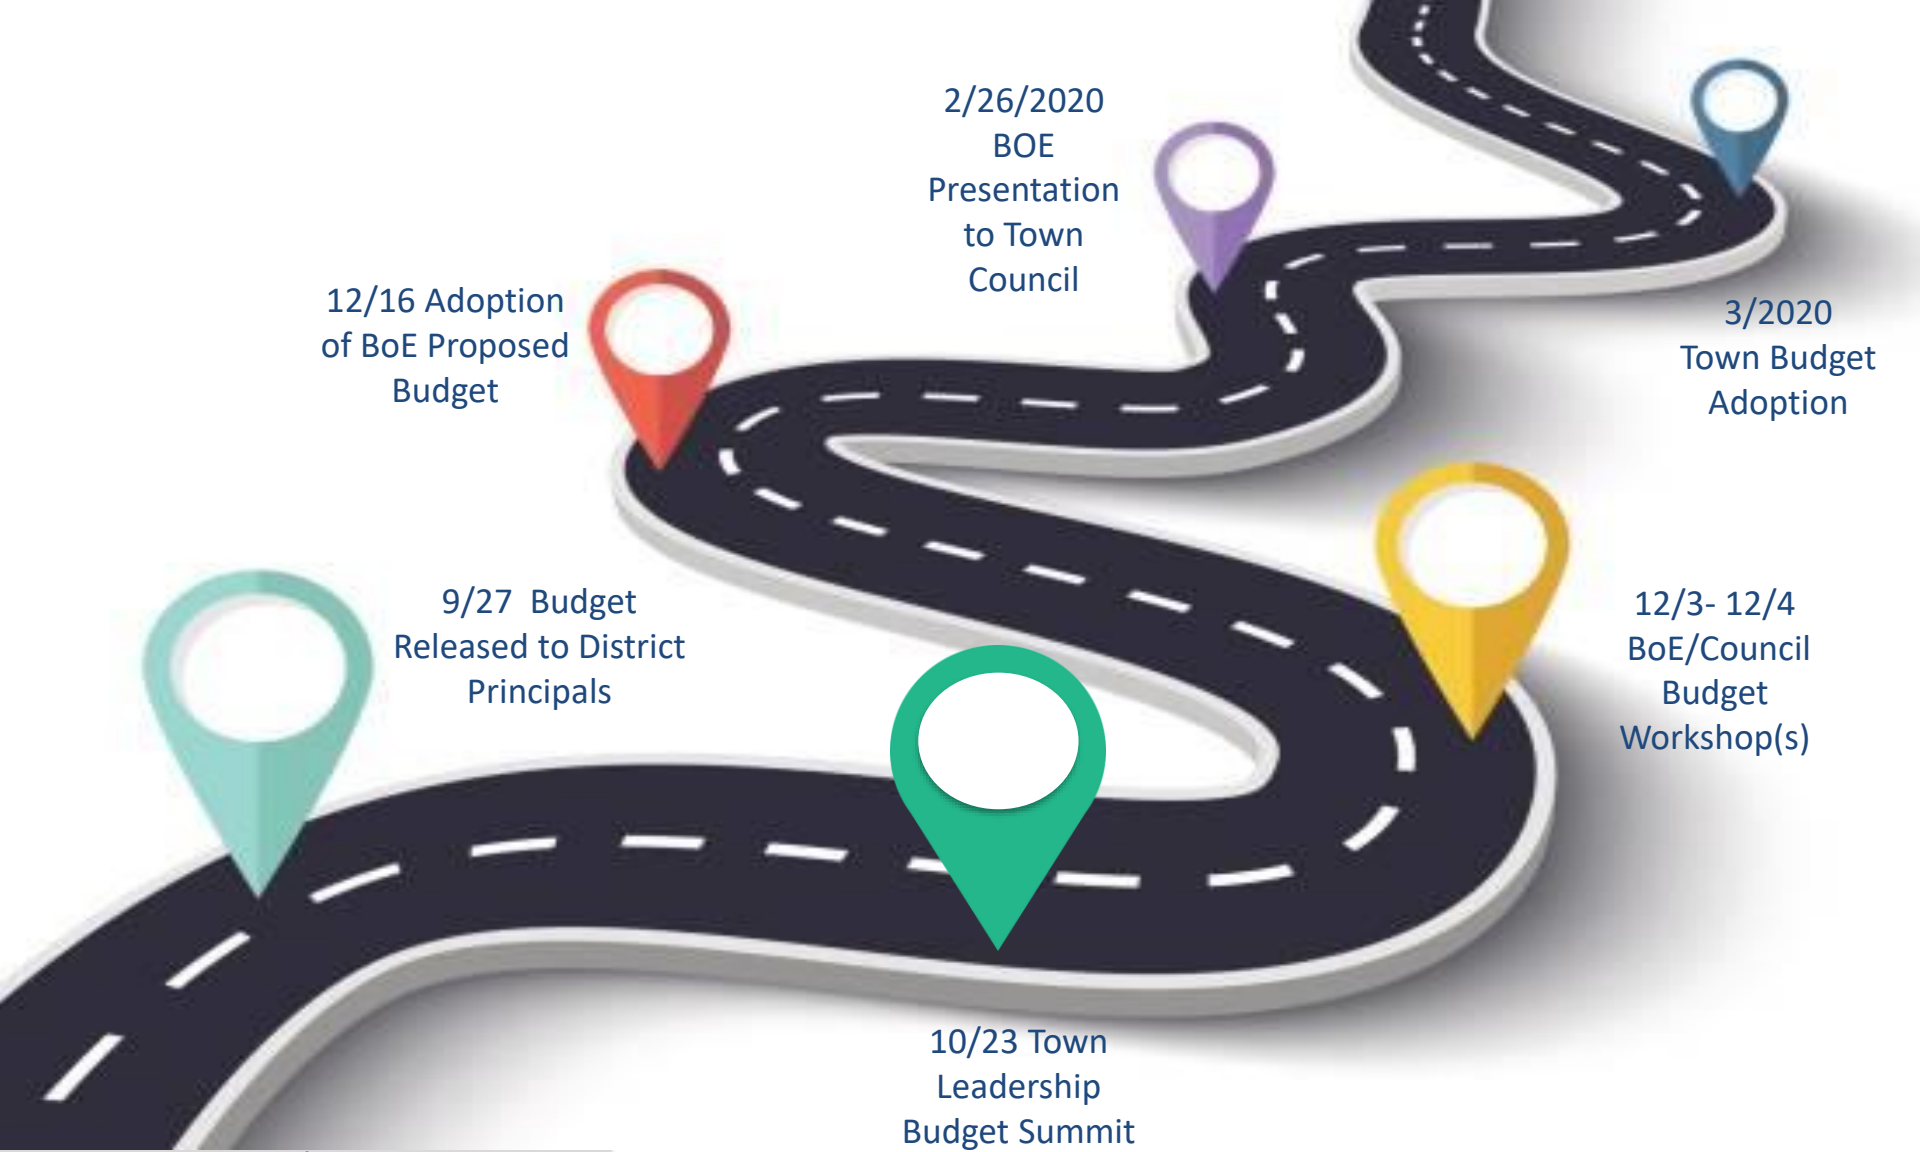 2/26/2020
BOE
Presentation
to Town
Council
12/16 Adoption
of BoE Proposed
Budget
3/2020
Town Budget
Adoption
9/27  Budget
Released to District
Principals
12/3- 12/4
BoE/Council
Budget
Workshop(s)
10/23 Town
Leadership
Budget Summit